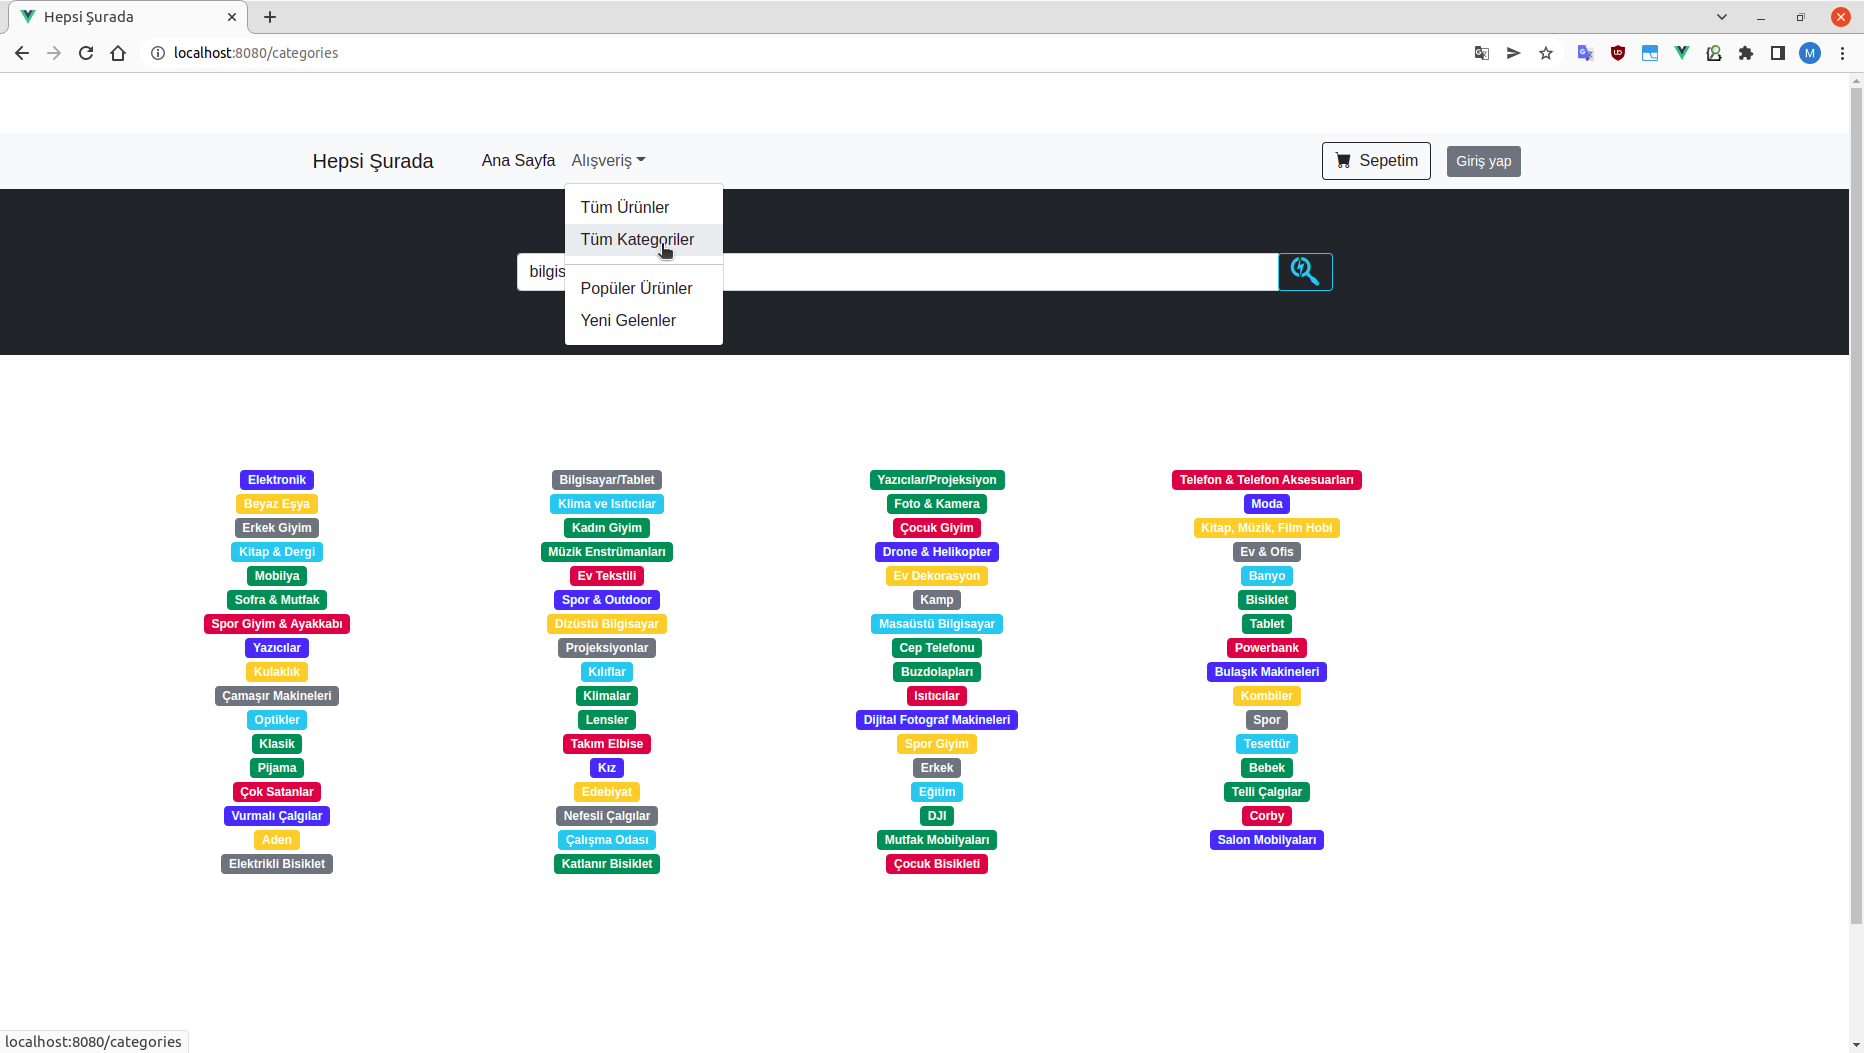 Hepsi Şurada
localhost:8080/categories
M
Hepsi Şurada
Ana Sayfa
Alışveriş
Sepetim
Giriş yap
Tüm Ürünler
Tüm Kategoriler
Popüler Ürünler
Yeni Gelenler
bilgis
Elektronik Bilgisayar/Tablet Yazıcılar/Projeksiyon Telefon & Telefon Aksesuarları
Beyaz Eşya Klima ve Isıtıcılar Foto & Kamera Moda
Erkek Giyim Kadın Giyim Çocuk Giyim Kitap, Müzik, Film Hobi
Kitap & Dergi Müzik Enstrümanları Drone & Helikopter Ev & Ofis
Mobilya Ev Tekstili Ev Dekorasyon Banyo
Sofra & Mutfak Spor & Outdoor Kamp Bisiklet
Spor Giyim & Ayakkabı Dizüstü Bilgisayar Masaüstü Bilgisayar Tablet
Yazıcılar Projeksiyonlar Cep Telefonu Powerbank
Kulaklık Kılıflar Buzdolapları Bulaşık Makineleri
Çamaşır Makineleri Klimalar Isıtıcılar Kombiler
Optikler Lensler Dijital Fotograf Makineleri Spor
Klasik Takım Elbise Spor Giyim Tesettür
Pijama Kız Erkek Bebek
Çok Satanlar Edebiyat Eğitim Telli Çalgılar
Vurmalı Çalgılar Nefesli Çalgılar DJI Corby
Aden Çalışma Odası Mutfak Mobilyaları Salon Mobilyaları
Elektrikli Bisiklet Katlanır Bisiklet Çocuk Bisikleti
localhost:8080/categories